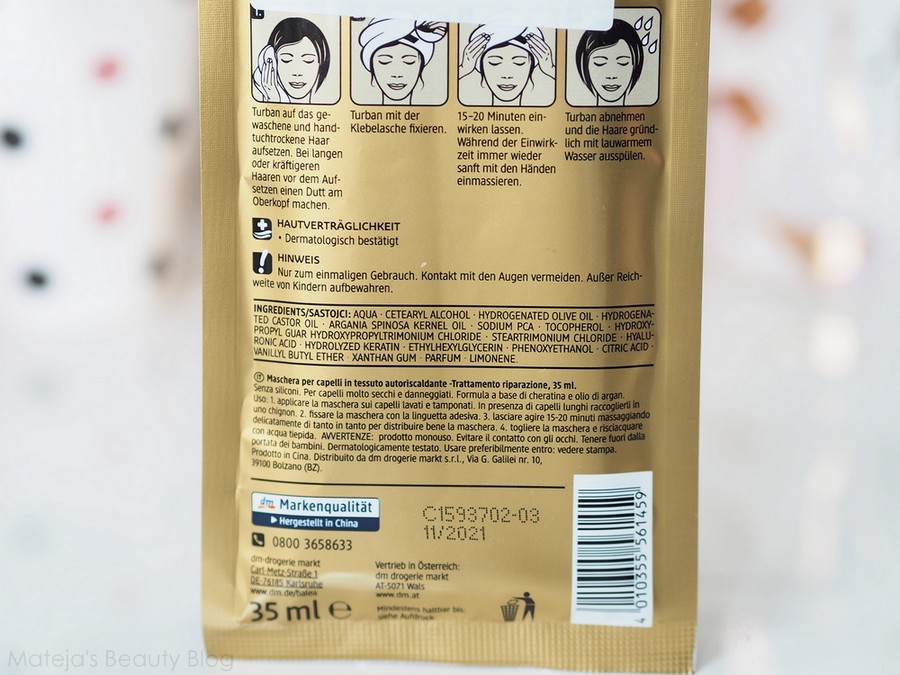 1.
Turban auf das ge-
waschene und hand-
tuchtrockene Haar
aufsetzen. Bei langen
oder kräftigeren
Haaren vor dem Auf-
setzen einen Dutt am
Oberkopf machen.
Turban mit der
Klebelasche fixieren.
15–20 Minuten ein-
wirken lassen.
Während der Einwirk-
zeit immer wieder
sanft mit den Händen
einmassieren.
Turban abnehmen
und die Haare gründ-
lich mit lauwarmem
Wasser ausspülen.
HAUTVERTRÄGLICHKEIT
• Dermatologisch bestätigt
HINWEIS
Nur zum einmaligen Gebrauch. Kontakt mit den Augen vermeiden. Außer Reich-
weite von Kindern aufbewahren.
INGREDIENTS/SASTOJCI: AQUA · CETEARYL ALCOHOL · HYDROGENATED OLIVE OIL · HYDROGENA-
TED CASTOR OIL · ARGANIA SPINOSA KERNEL OIL · SODIUM PCA · TOCOPHEROL · HYDROXY-
PROPYL GUAR HYDROXYPROPYLTRIMONIUM CHLORIDE · STEARTRIMONIUM CHLORIDE · HYALU-
RONIC ACID · HYDROLYZED KERATIN · ETHYLHEXYLGLYCERIN · PHENOXYETHANOL · CITRIC ACID ·
VANILLYL BUTYL ETHER · XANTHAN GUM · PARFUM · LIMONENE.
IT Maschera per capelli in tessuto autoriscaldante -Trattamento riparazione, 35 ml.
Senza siliconi. Per capelli molto secchi e danneggiati. Formula a base di cheratina e olio di argan.
Uso: 1. applicare la maschera sui capelli lavati e tamponati. In presenza di capelli lunghi raccoglierli in
uno chignon. 2. fissare la maschera con la linguetta adesiva. 3. lasciare agire 15-20 minuti massaggiando
delicatamente di tanto in tanto per distribuire bene la maschera. 4. togliere la maschera e risciacquare
con acqua tiepida. AVVERTENZE: prodotto monouso. Evitare il contatto con gli occhi. Tenere fuori dalla
portata dei bambini. Dermatologicamente testato. Usare preferibilmente entro: vedere stampa.
Prodotto in Cina. Distribuito da dm drogerie markt s.r.l., Via G. Galilei nr. 10,
39100 Bolzano (BZ).
dm Markenqualität
Hergestellt in China
0800 3658633
C1593702-03
11/2021
dm-drogerie markt
Carl-Metz-Straße 1
DE-76185 Karlsruhe
www.dm.de/balea
Vertrieb in Österreich:
dm drogerie markt
AT-5071 Wals
www.dm.at
35 ml e
Mindestens haltbar bis:
siehe Aufdruck.
4 010355 561459
Mateja's Beauty Blog